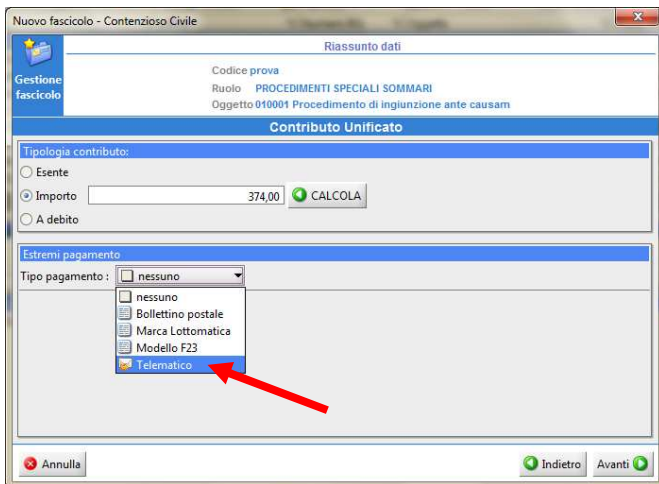 Nuovo fascicolo - Contenzioso Civile
Gestione
fascicolo
Riassunto dati
Codice prova
Ruolo PROCEDIMENTI SPECIALI SOMMARI
Oggetto 010001 Procedimento di ingiunzione ante causam
Contributo Unificato
Tipologia contributo:
Esente
Importo 374,00 CALCOLA
A debito
Estremi pagamento
Tipo pagamento : nessuno
nessuno
Bollettino postale
Marca Lottomatica
Modello F23
Telematico
Annulla Indietro Avanti